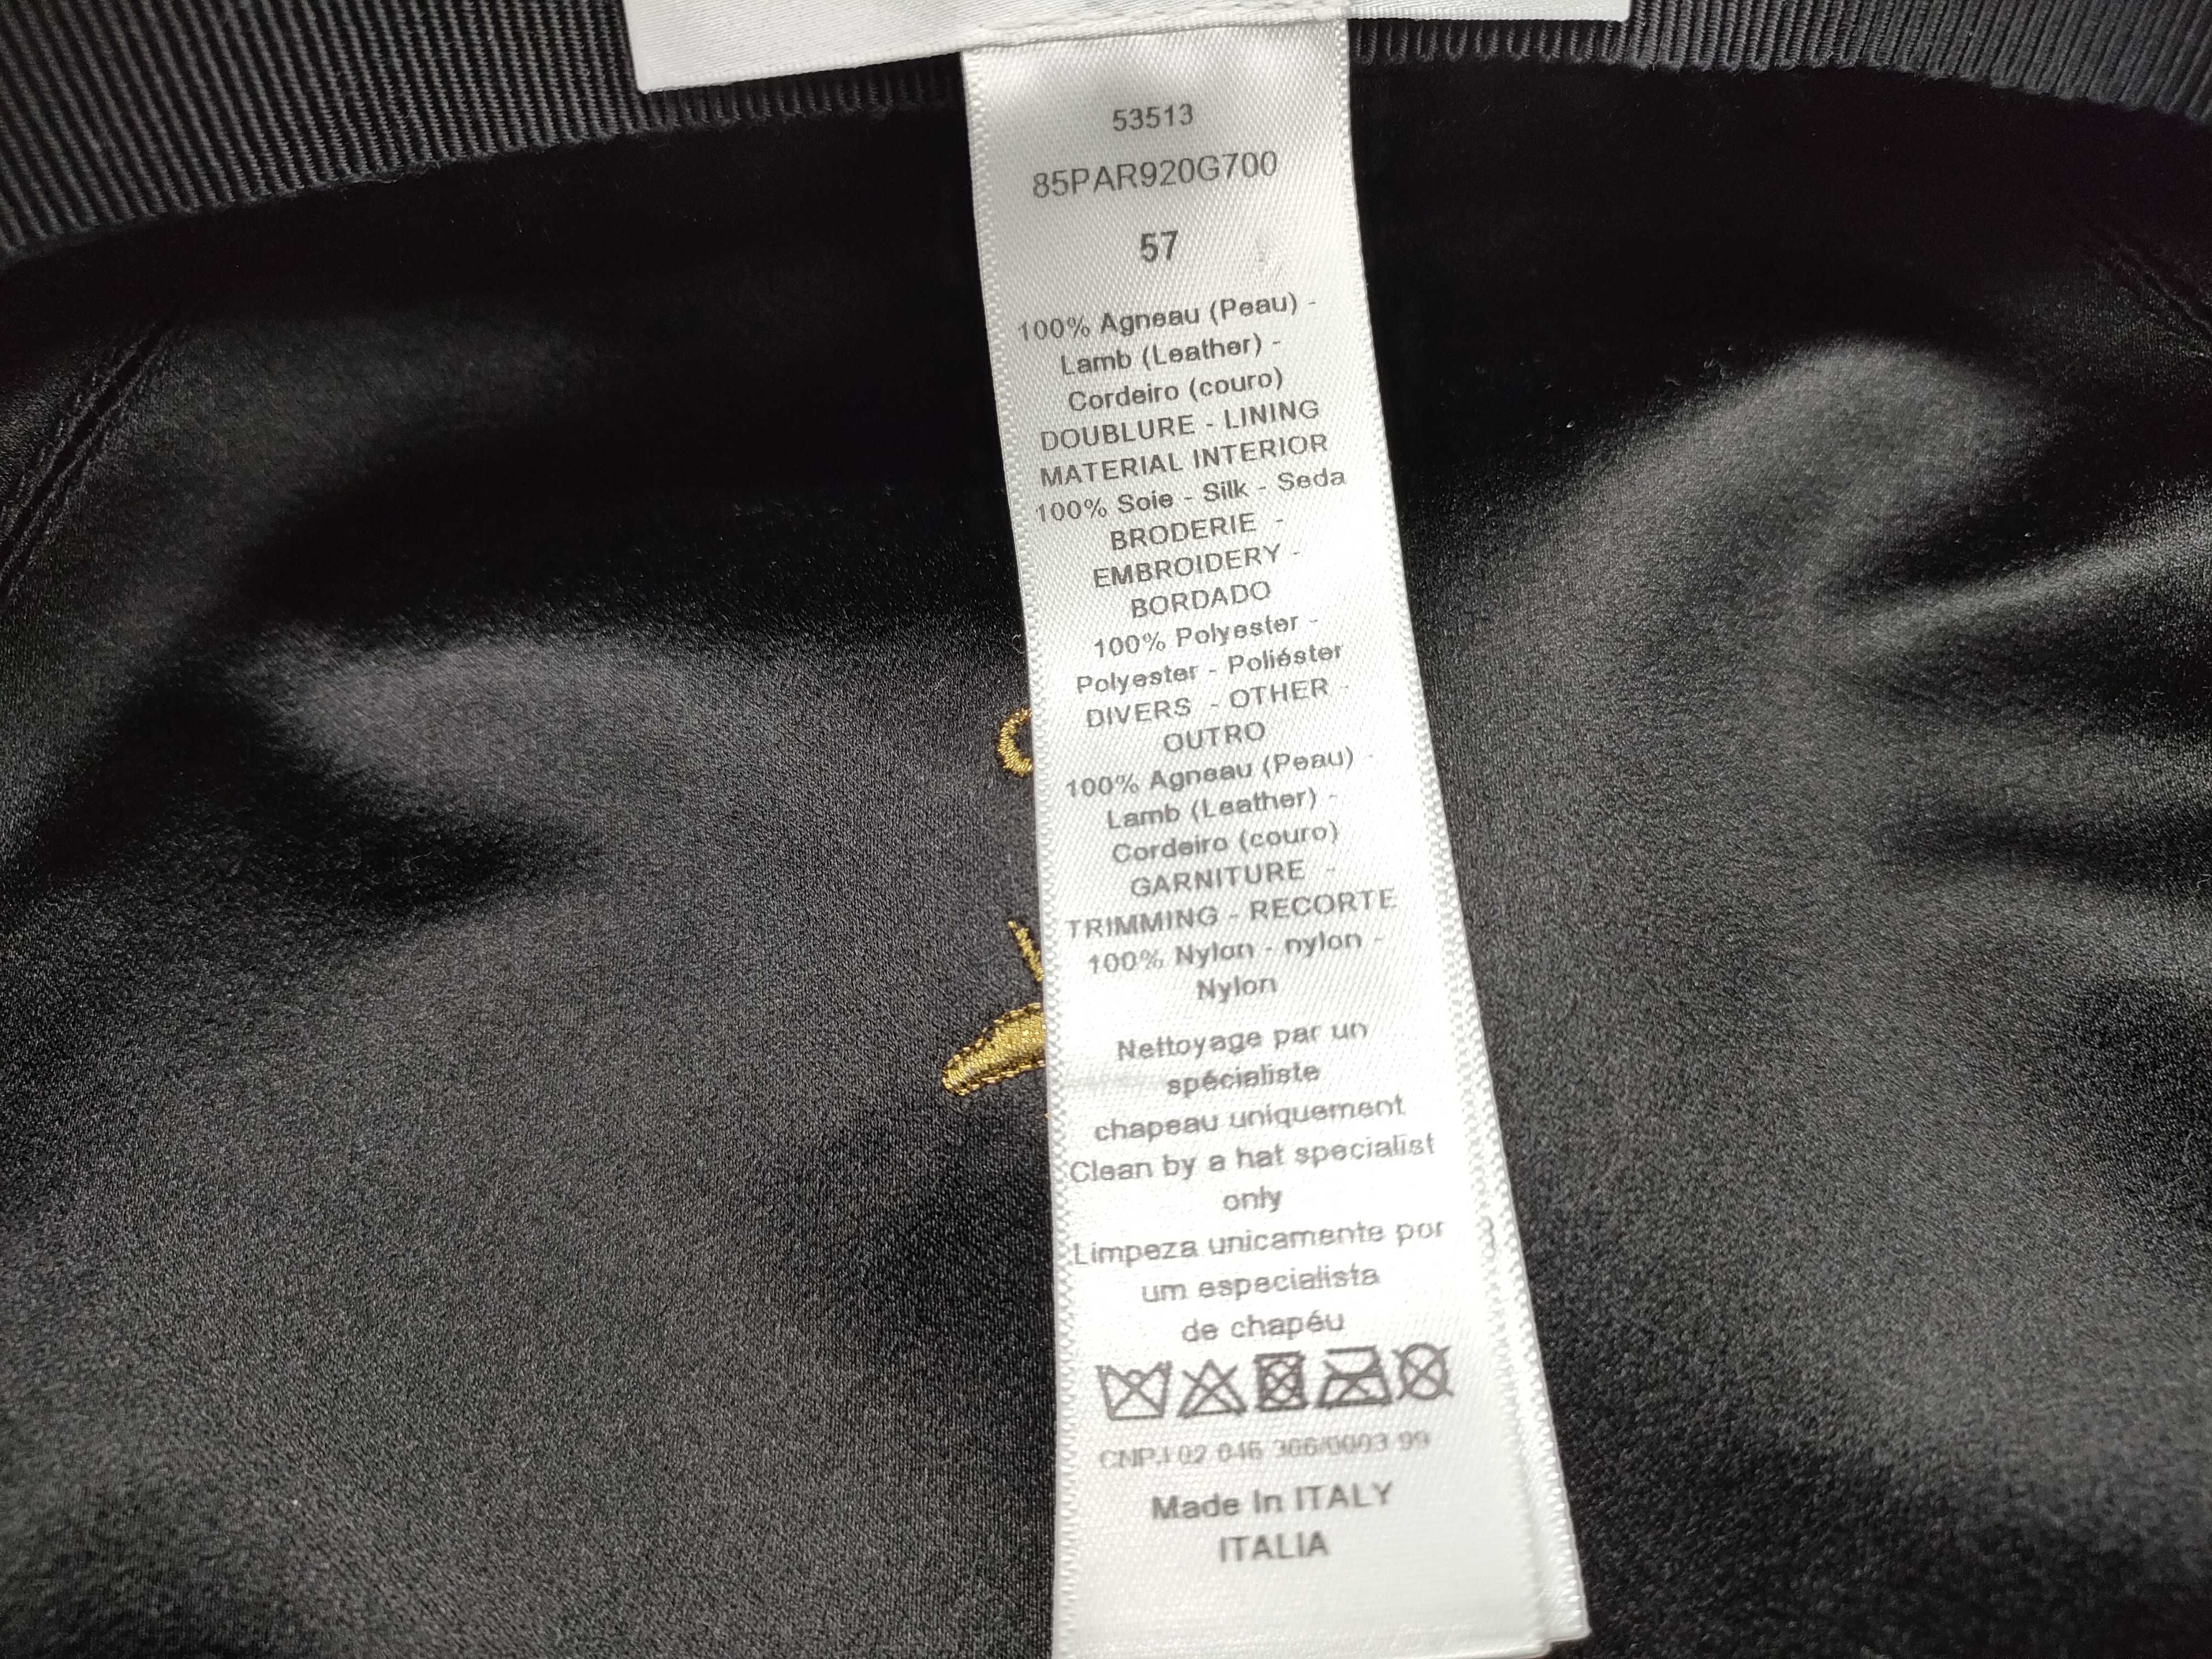 53513
85PAR920G700
57
100% Agneau (Peau) -
Lamb (Leather) -
Cordeiro (couro)
DOUBLURE - LINING
MATERIAL INTERIOR
100% Soie - Silk - Seda
BRODERIE -
EMBROIDERY -
BORDADO
100% Polyester -
Polyester - Poliéster
DIVERS - OTHER -
OUTRO
100% Agneau (Peau) -
Lamb (Leather) -
Cordeiro (couro)
GARNITURE -
TRIMMING - RECORTE
100% Nylon - nylon -
Nylon
Nettoyage par un
spécialiste
chapeau uniquement
Clean by a hat specialist
only
Limpeza unicamente por
um especialista
de chapéu
CNPJ 02 046 306/0003 99
Made In ITALY
ITALIA